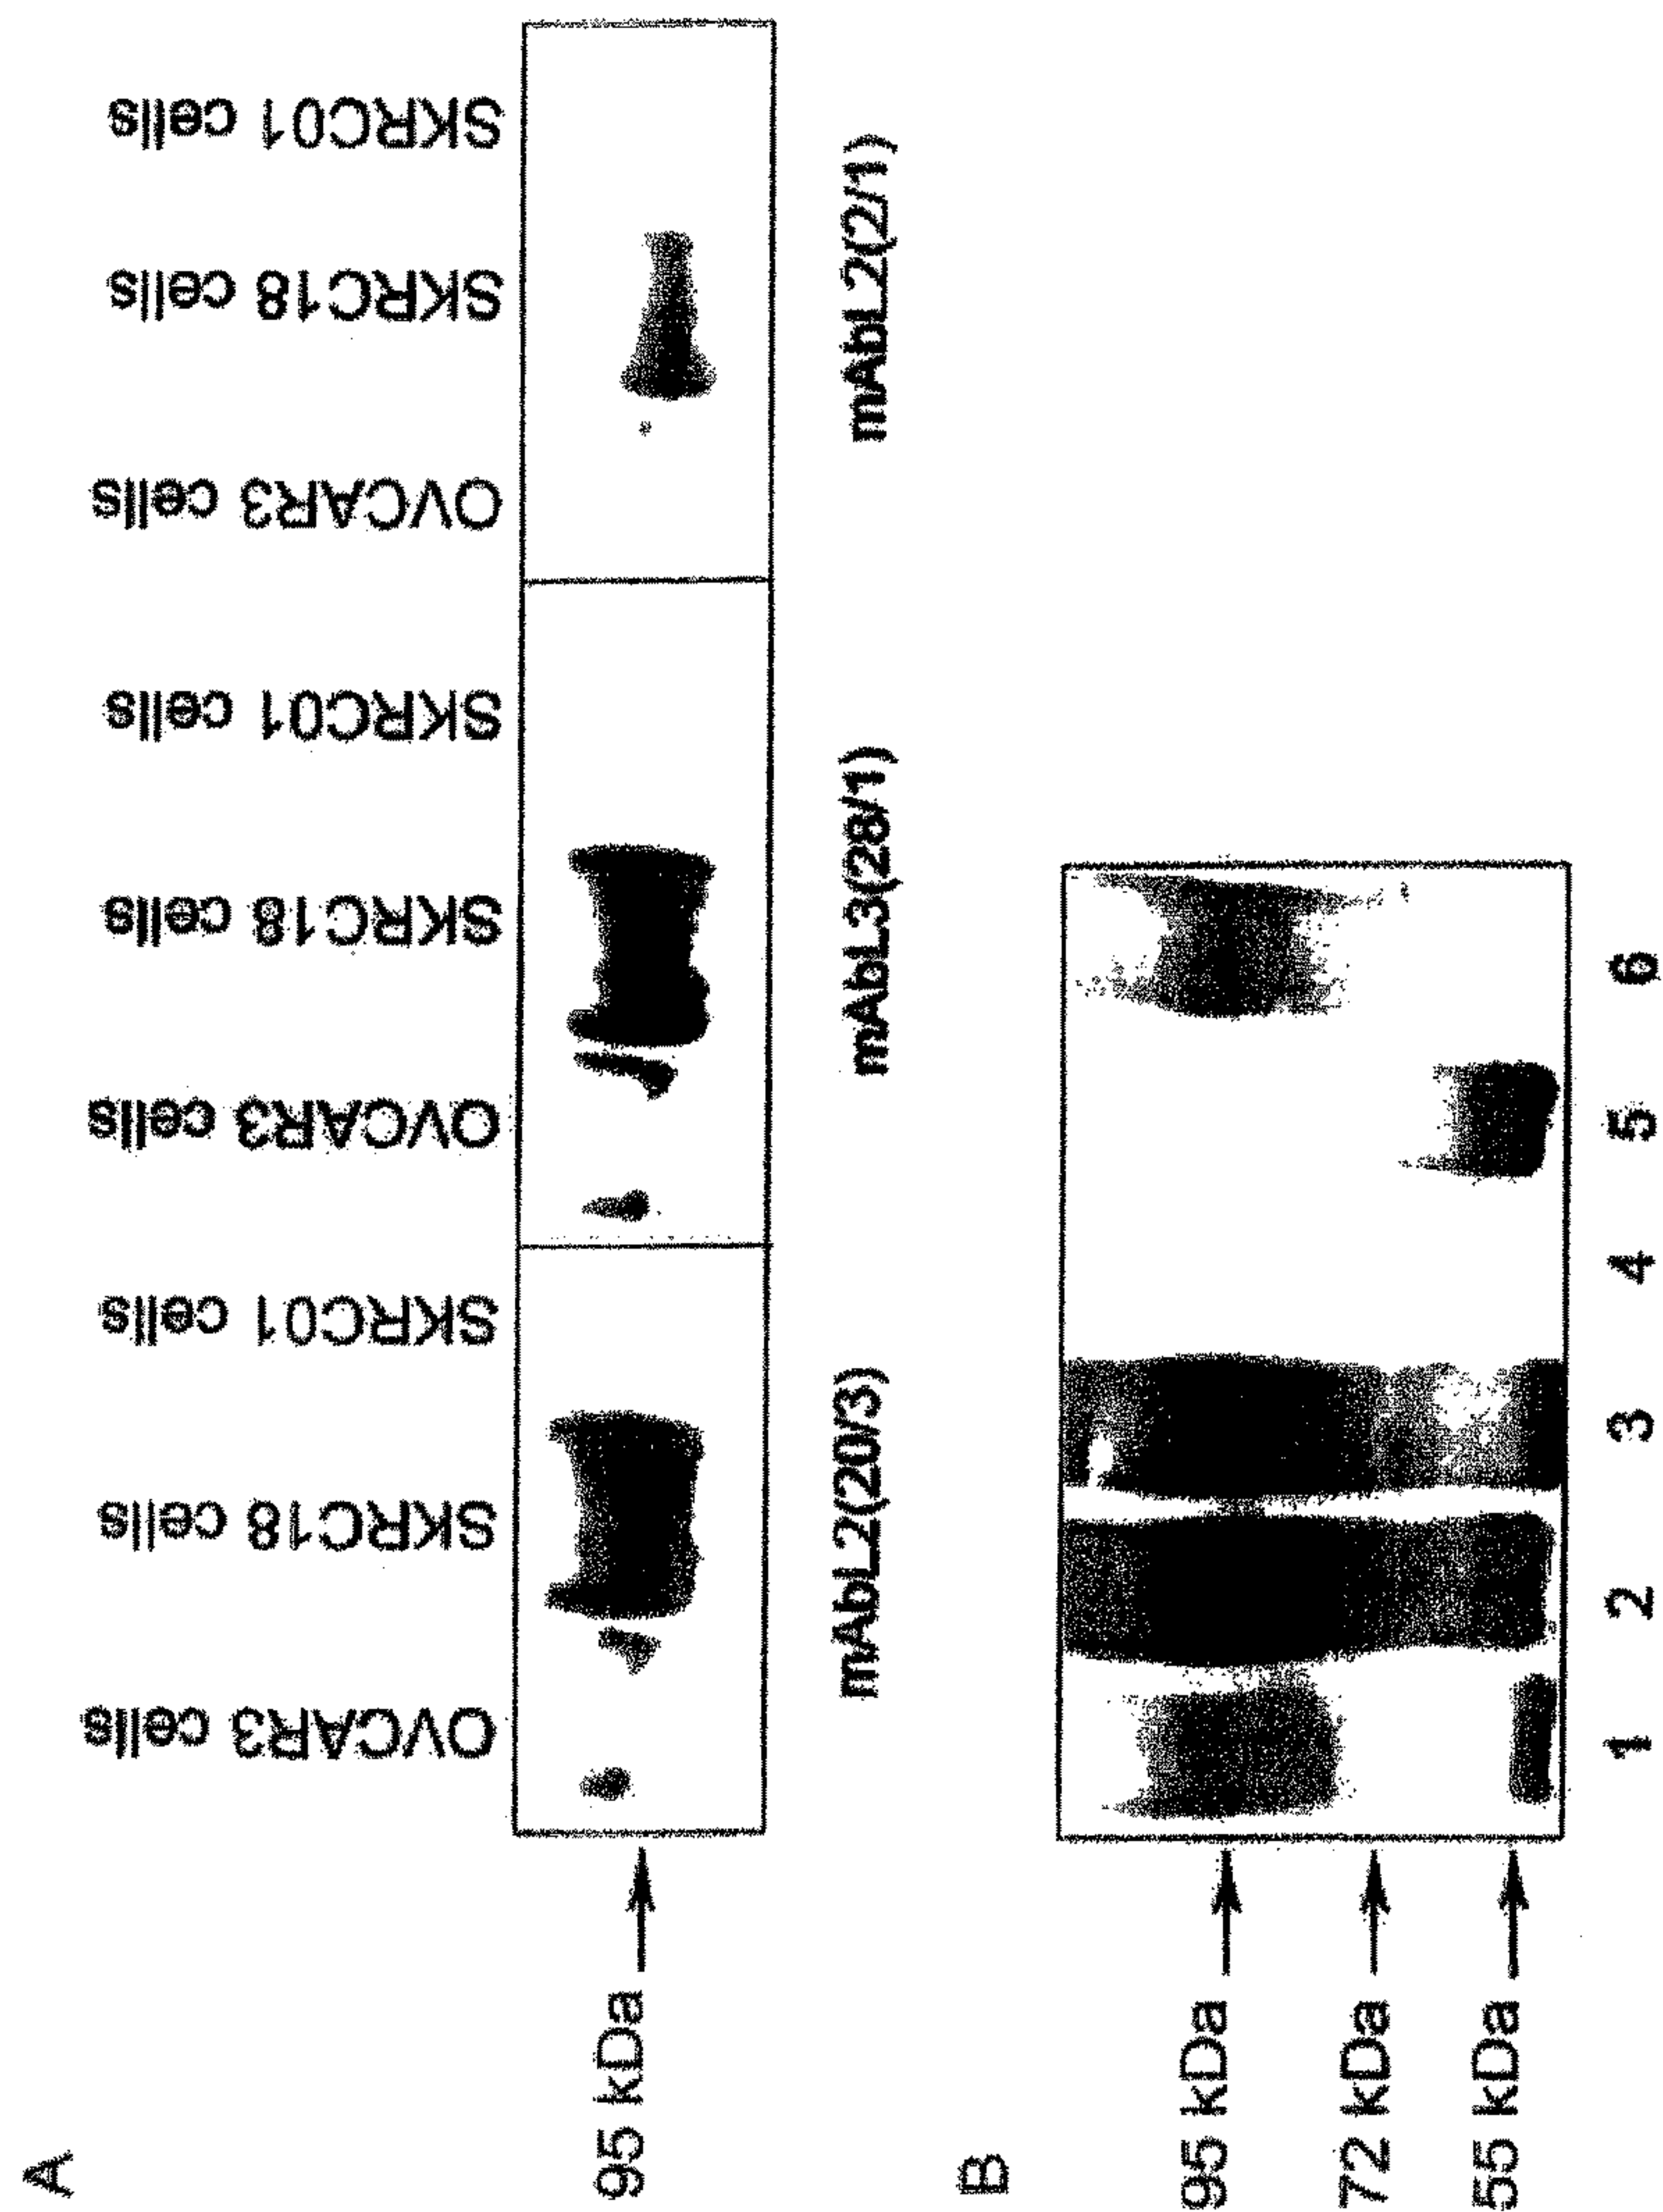 A
OVCAR3 cells
SKRC18 cells
SKRC01 cells
OVCAR3 cells
SKRC18 cells
SKRC01 cells
OVCAR3 cells
SKRC18 cells
SKRC01 cells
95 kDa
mAbL2(20/3)
mAbL3(28/1)
mAbL2(2/1)
B
95 kDa
72 kDa
55 kDa
1 2 3 4 5 6